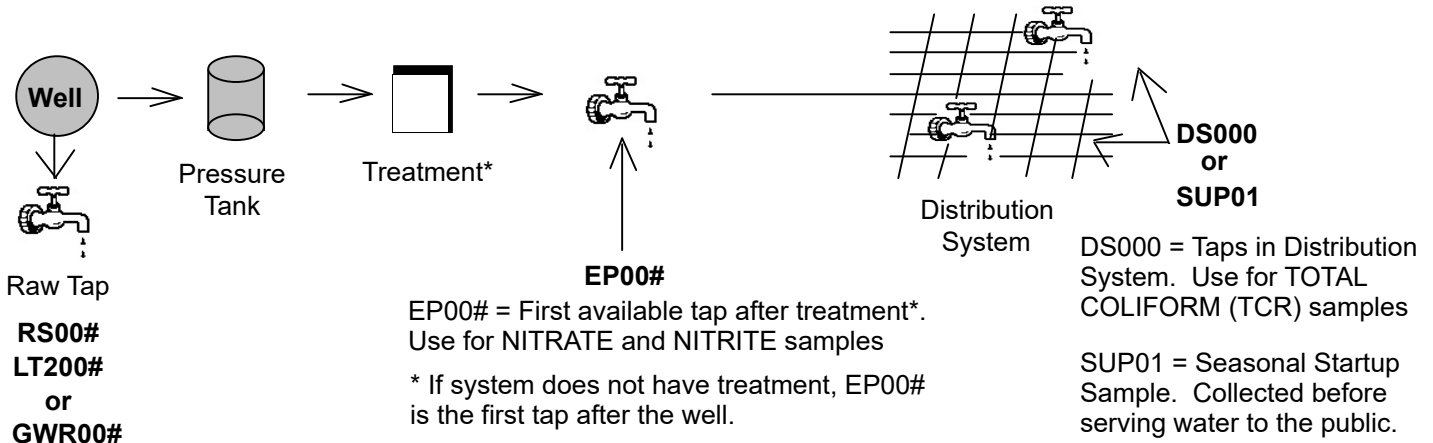 Well
Raw Tap
RS00#
LT200#
or
GWR00#
Pressure
Tank
Treatment*
EP00#
EP00# = First available tap after treatment*.
Use for NITRATE and NITRITE samples
* If system does not have treatment, EP00#
is the first tap after the well.
Distribution
System
DS000
or
SUP01
DS000 = Taps in Distribution
System. Use for TOTAL
COLIFORM (TCR) samples
SUP01 = Seasonal Startup
Sample. Collected before
serving water to the public.